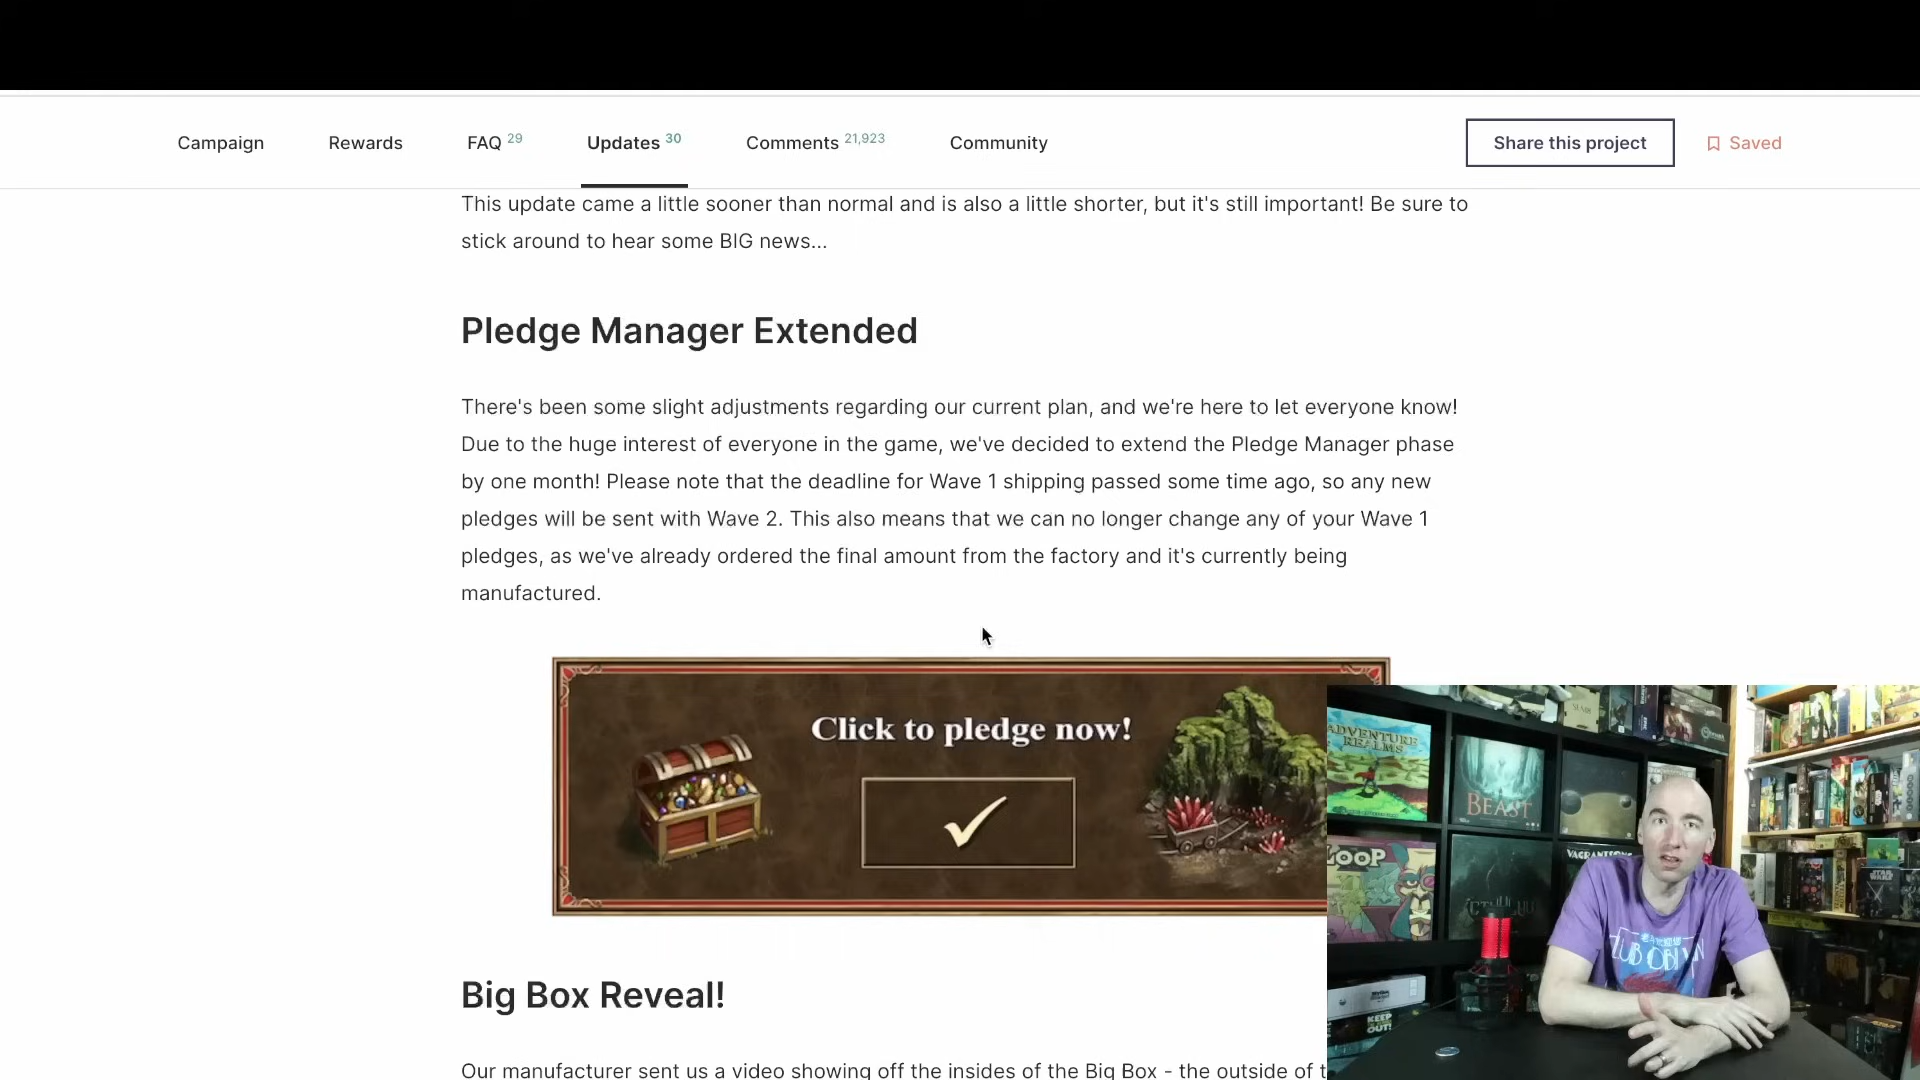 Campaign
Rewards
FAQ 29
Updates 30
Comments 21,923
Community
Share this project
Saved
This update came a little sooner than normal and is also a little shorter, but it's still important! Be sure to
stick around to hear some BIG news...
Pledge Manager Extended
There's been some slight adjustments regarding our current plan, and we're here to let everyone know!
Due to the huge interest of everyone in the game, we've decided to extend the Pledge Manager phase
by one month! Please note that the deadline for Wave 1 shipping passed some time ago, so any new
pledges will be sent with Wave 2. This also means that we can no longer change any of your Wave 1
pledges, as we've already ordered the final amount from the factory and it's currently being
manufactured.
Click to pledge now!
ADVENTURE
REALMS
BEAST
LOOP
STAR
WARS
KEEP
OUT!
Big Box Reveal!
Our manufacturer sent us a video showing off the insides of the Big Box - the outside of t